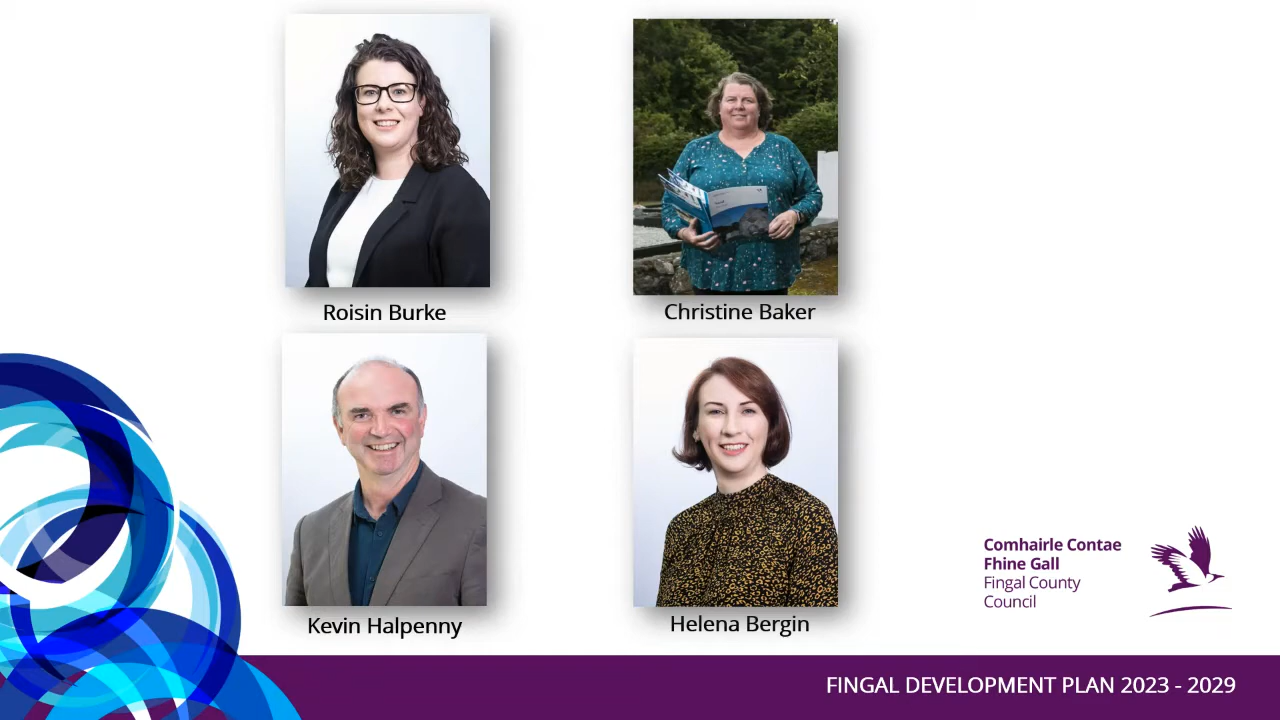 Roisin Burke
Christine Baker
Kevin Halpenny
Helena Bergin
Comhairle Contae
Fhine Gall
Fingal County
Council
FINGAL DEVELOPMENT PLAN 2023 - 2029